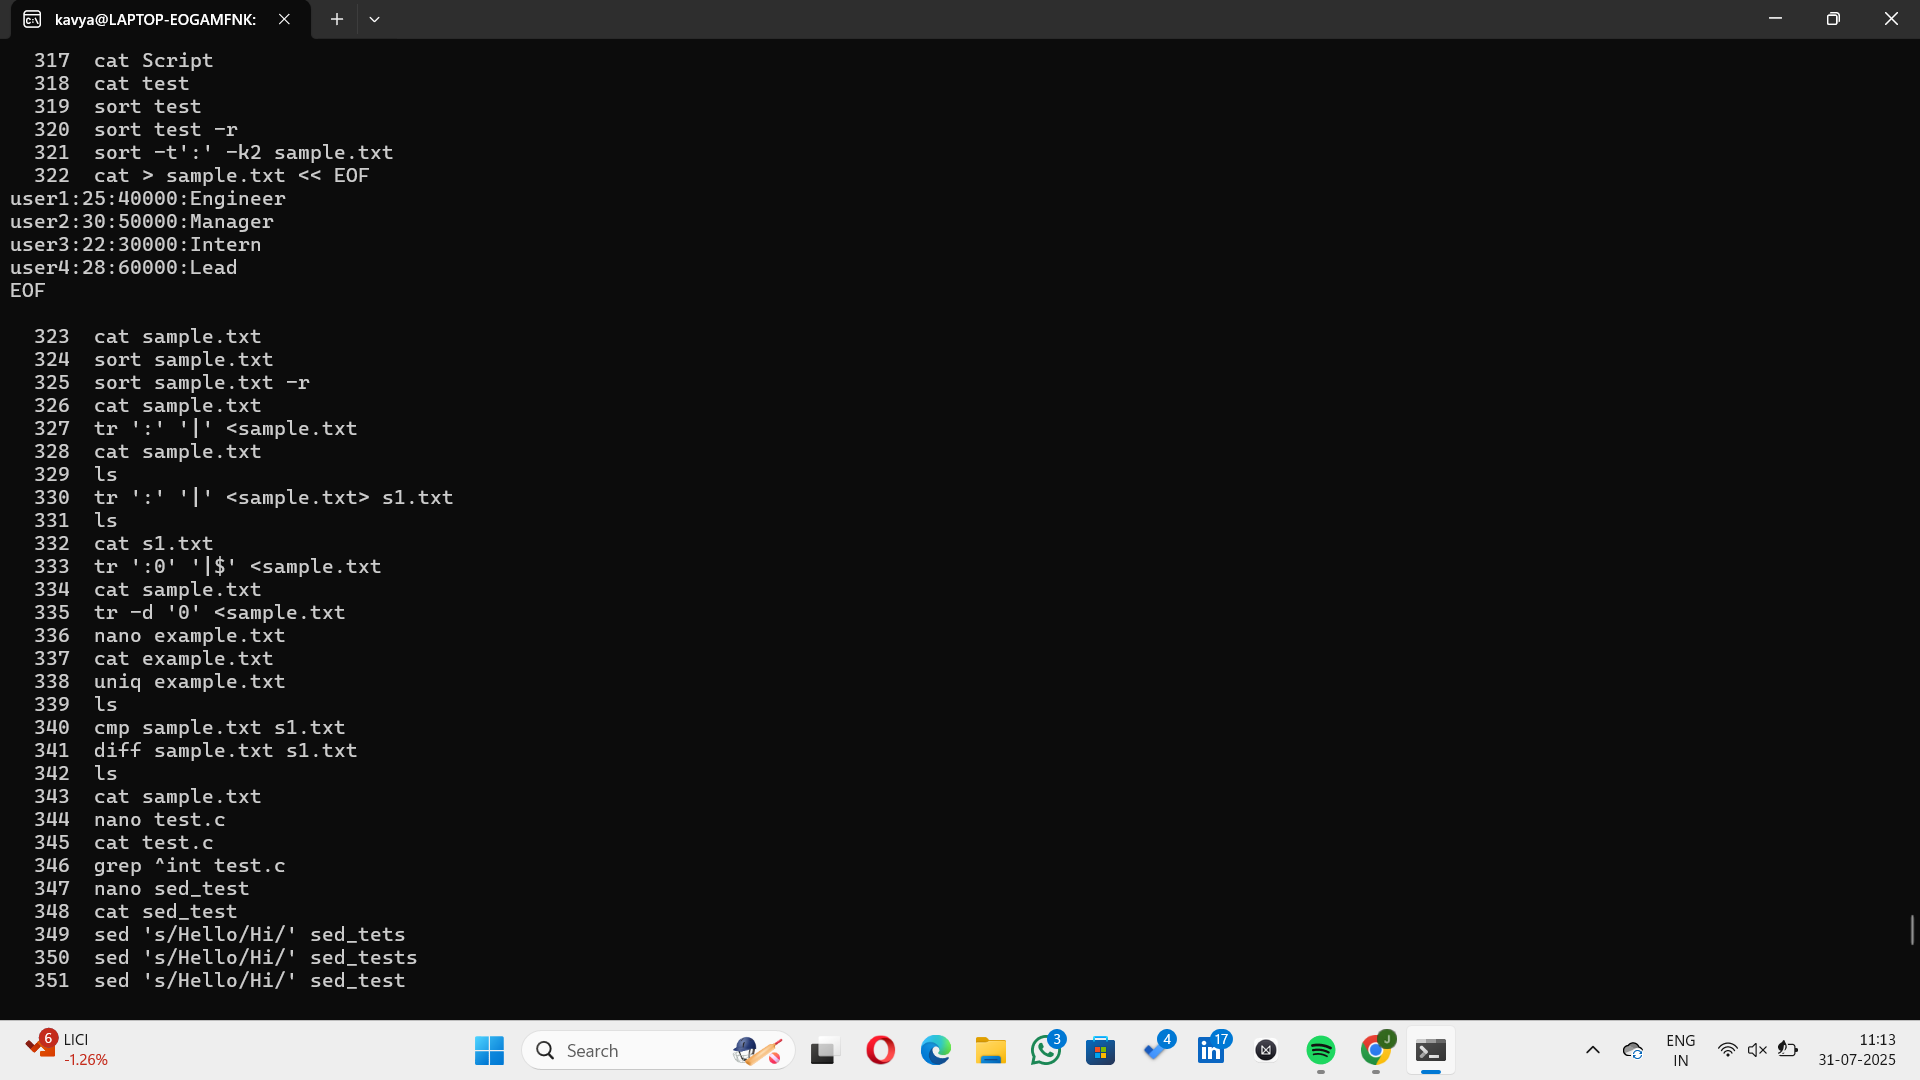 kavya@LAPTOP-EOGAMFNK:
317 cat Script
318 cat test
319 sort test
320 sort test -r
321 sort -t':' -k2 sample.txt
322 cat > sample.txt << EOF
user1:25:40000:Engineer
user2:30:50000:Manager
user3:22:30000:Intern
user4:28:60000:Lead
EOF
323 cat sample.txt
324 sort sample.txt
325 sort sample.txt -r
326 cat sample.txt
327 tr ':' '|' <sample.txt
328 cat sample.txt
329 ls
330 tr ':' '|' <sample.txt> s1.txt
331 ls
332 cat s1.txt
333 tr ':0' '|$' <sample.txt
334 cat sample.txt
335 tr -d '0' <sample.txt
336 nano example.txt
337 cat example.txt
338 uniq example.txt
339 ls
340 cmp sample.txt s1.txt
341 diff sample.txt s1.txt
342 ls
343 cat sample.txt
344 nano test.c
345 cat test.c
346 grep ^int test.c
347 nano sed_test
348 cat sed_test
349 sed 's/Hello/Hi/' sed_tets
350 sed 's/Hello/Hi/' sed_tests
351 sed 's/Hello/Hi/' sed_test
6 LICI
-1.26%
Search
3
4
17
J
ENG
IN
11:13
31-07-2025